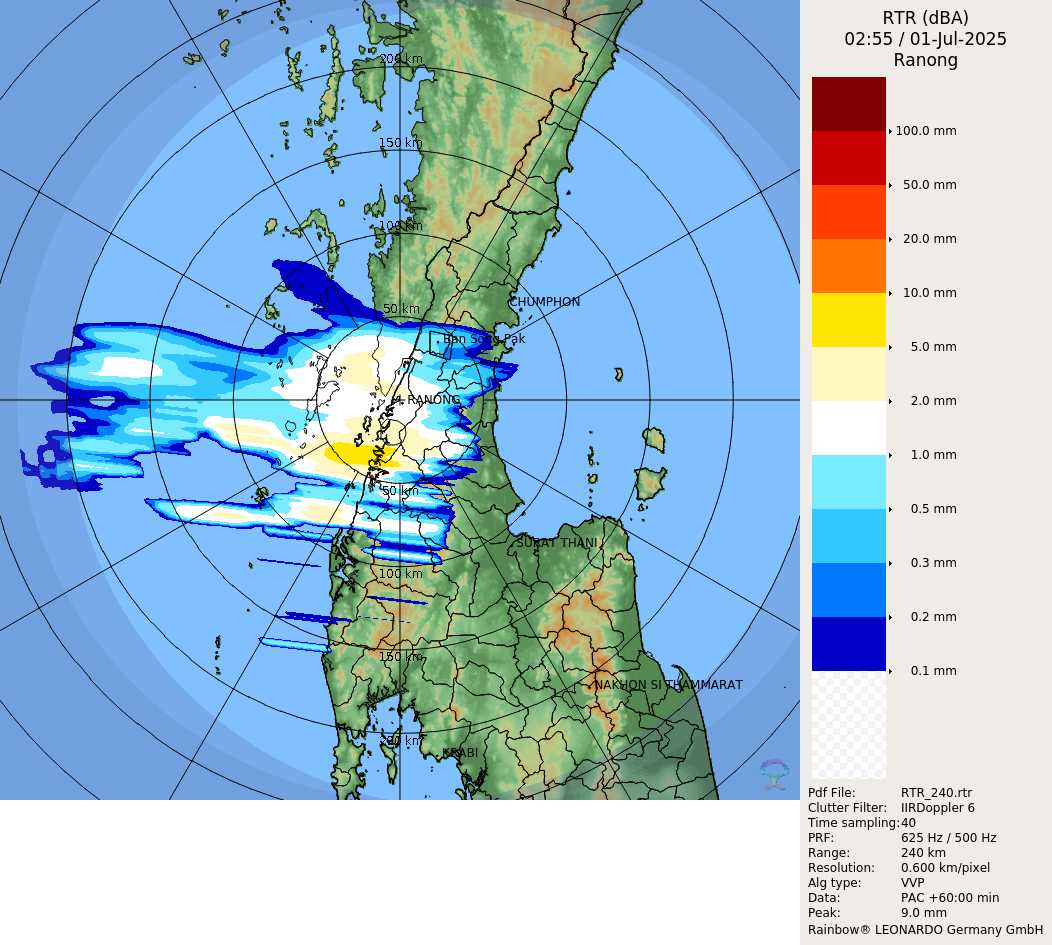 RTR (dBA)
02:55 / 01-Jul-2025
Ranong
200 km
150 km
100 km
50 km
CHUMPHON
Ban Song Pak
RANONG
50 km
SURAT THANI
100 km
150 km
NAKHON SI THAMMARAT
200 km
KRABI
100.0 mm
50.0 mm
20.0 mm
10.0 mm
5.0 mm
2.0 mm
1.0 mm
0.5 mm
0.3 mm
0.2 mm
0.1 mm
Pdf File: RTR_240.rtr
Clutter Filter: IIRDoppler 6
Time sampling:40
PRF: 625 Hz / 500 Hz
Range: 240 km
Resolution: 0.600 km/pixel
Alg type: VVP
Data: PAC +60:00 min
Peak: 9.0 mm
Rainbow® LEONARDO Germany GmbH